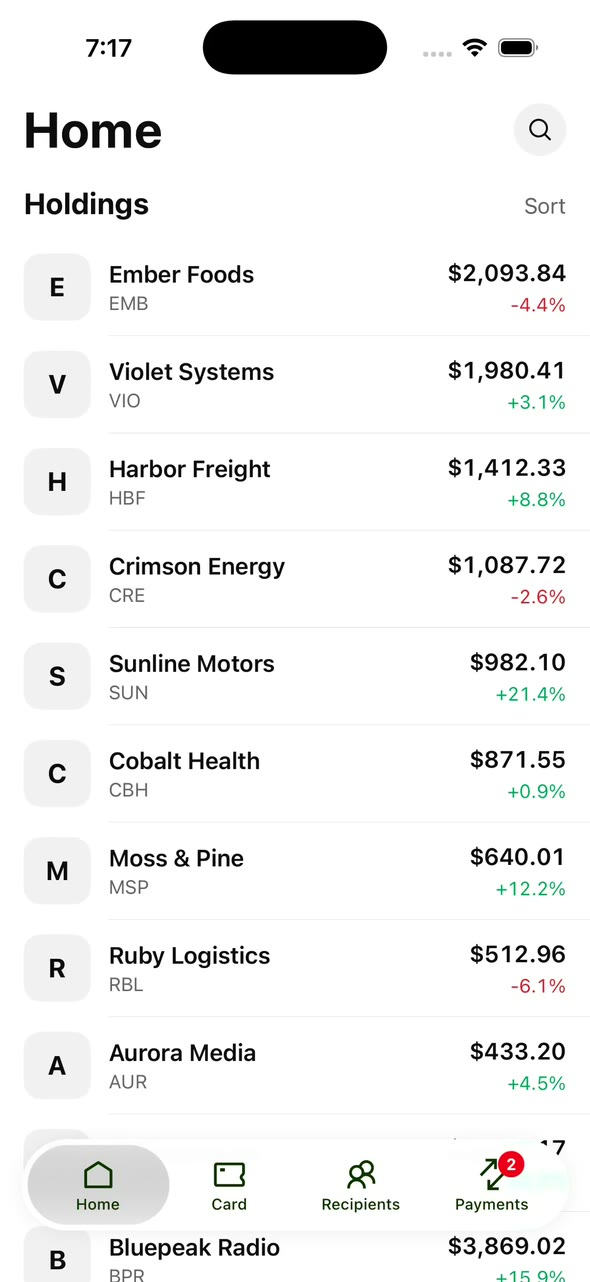 7:17
Home
Holdings
Sort
E
Ember Foods
$2,093.84
EMB
-4.4%
V
Violet Systems
$1,980.41
VIO
+3.1%
H
Harbor Freight
$1,412.33
HBF
+8.8%
C
Crimson Energy
$1,087.72
CRE
-2.6%
S
Sunline Motors
$982.10
SUN
+21.4%
C
Cobalt Health
$871.55
CBH
+0.9%
M
Moss & Pine
$640.01
MSP
+12.2%
R
Ruby Logistics
$512.96
RBL
-6.1%
A
Aurora Media
$433.20
AUR
+4.5%
2
Home
Card
Recipients
Payments
B
Bluepeak Radio
$3,869.02
BPR
+15.9%